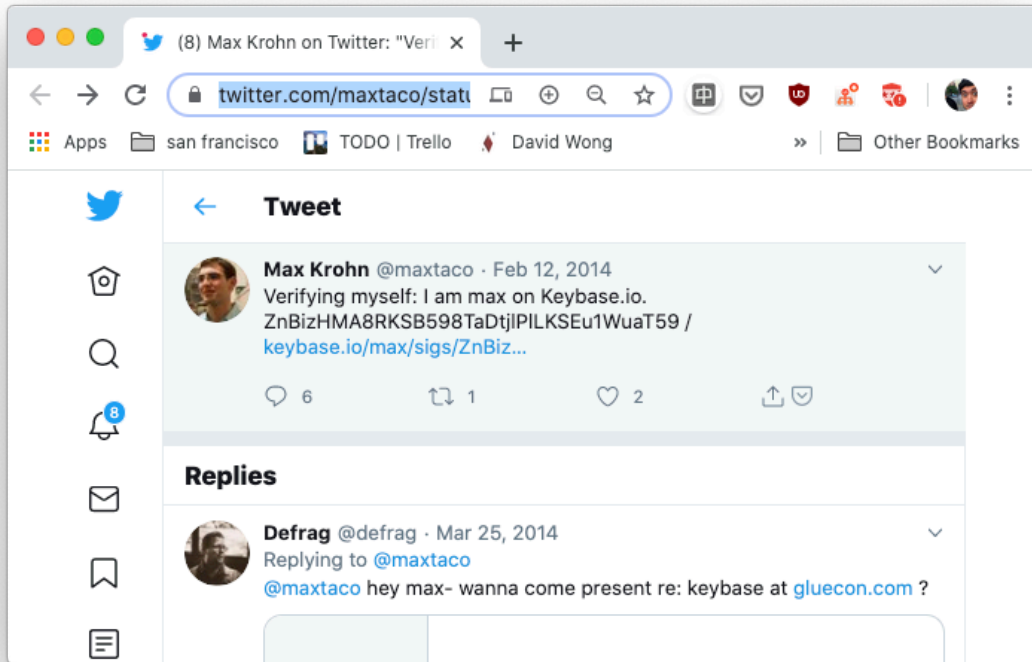 (8) Max Krohn on Twitter: "Veri
twitter.com/maxtaco/statu
Apps
san francisco
TODO | Trello
David Wong
» Other Bookmarks
Tweet
Max Krohn @maxtaco · Feb 12, 2014
Verifying myself: I am max on Keybase.io.
ZnBizHMA8RKSB598TaDtjlPlLKSEu1WuaT59 /
keybase.io/max/sigs/ZnBiz...
6 1 2
8
Replies
Defrag @defrag · Mar 25, 2014
Replying to @maxtaco
@maxtaco hey max- wanna come present re: keybase at gluecon.com ?